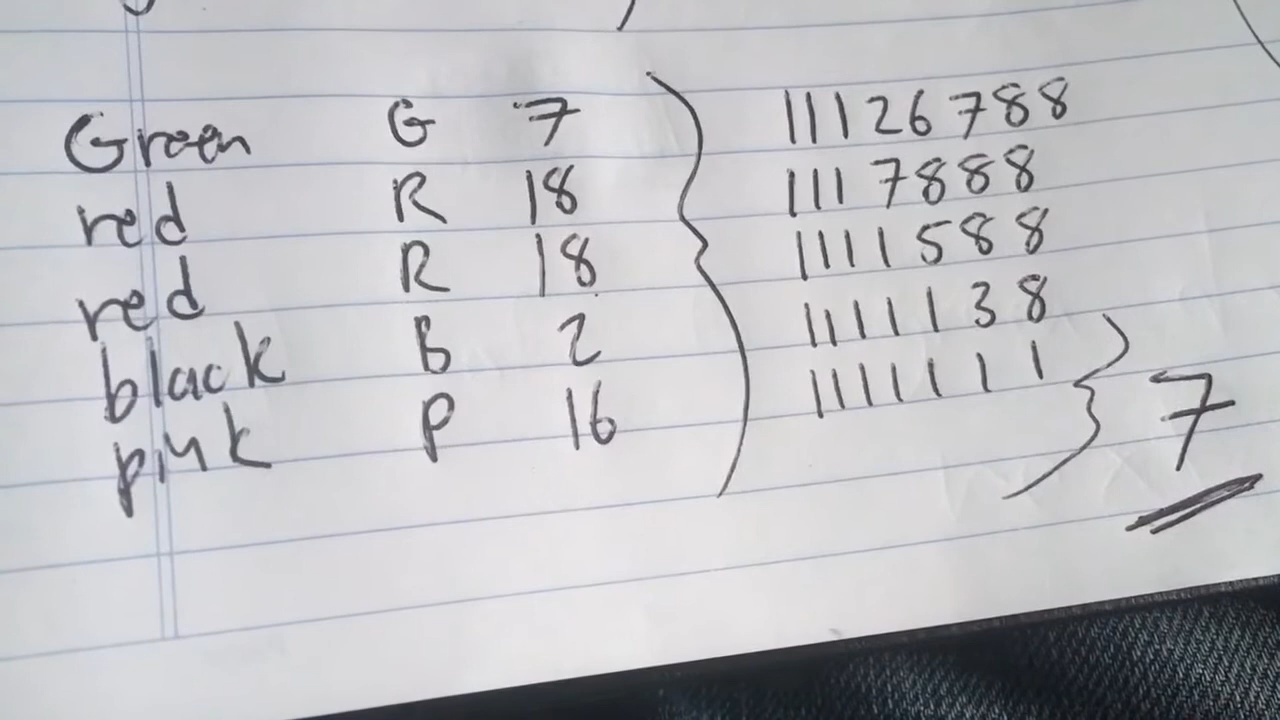 Green G 7 11126788
red R 18 1117888
red R 18 1111588
black B 2 1111138
pink P 16 1111111
7